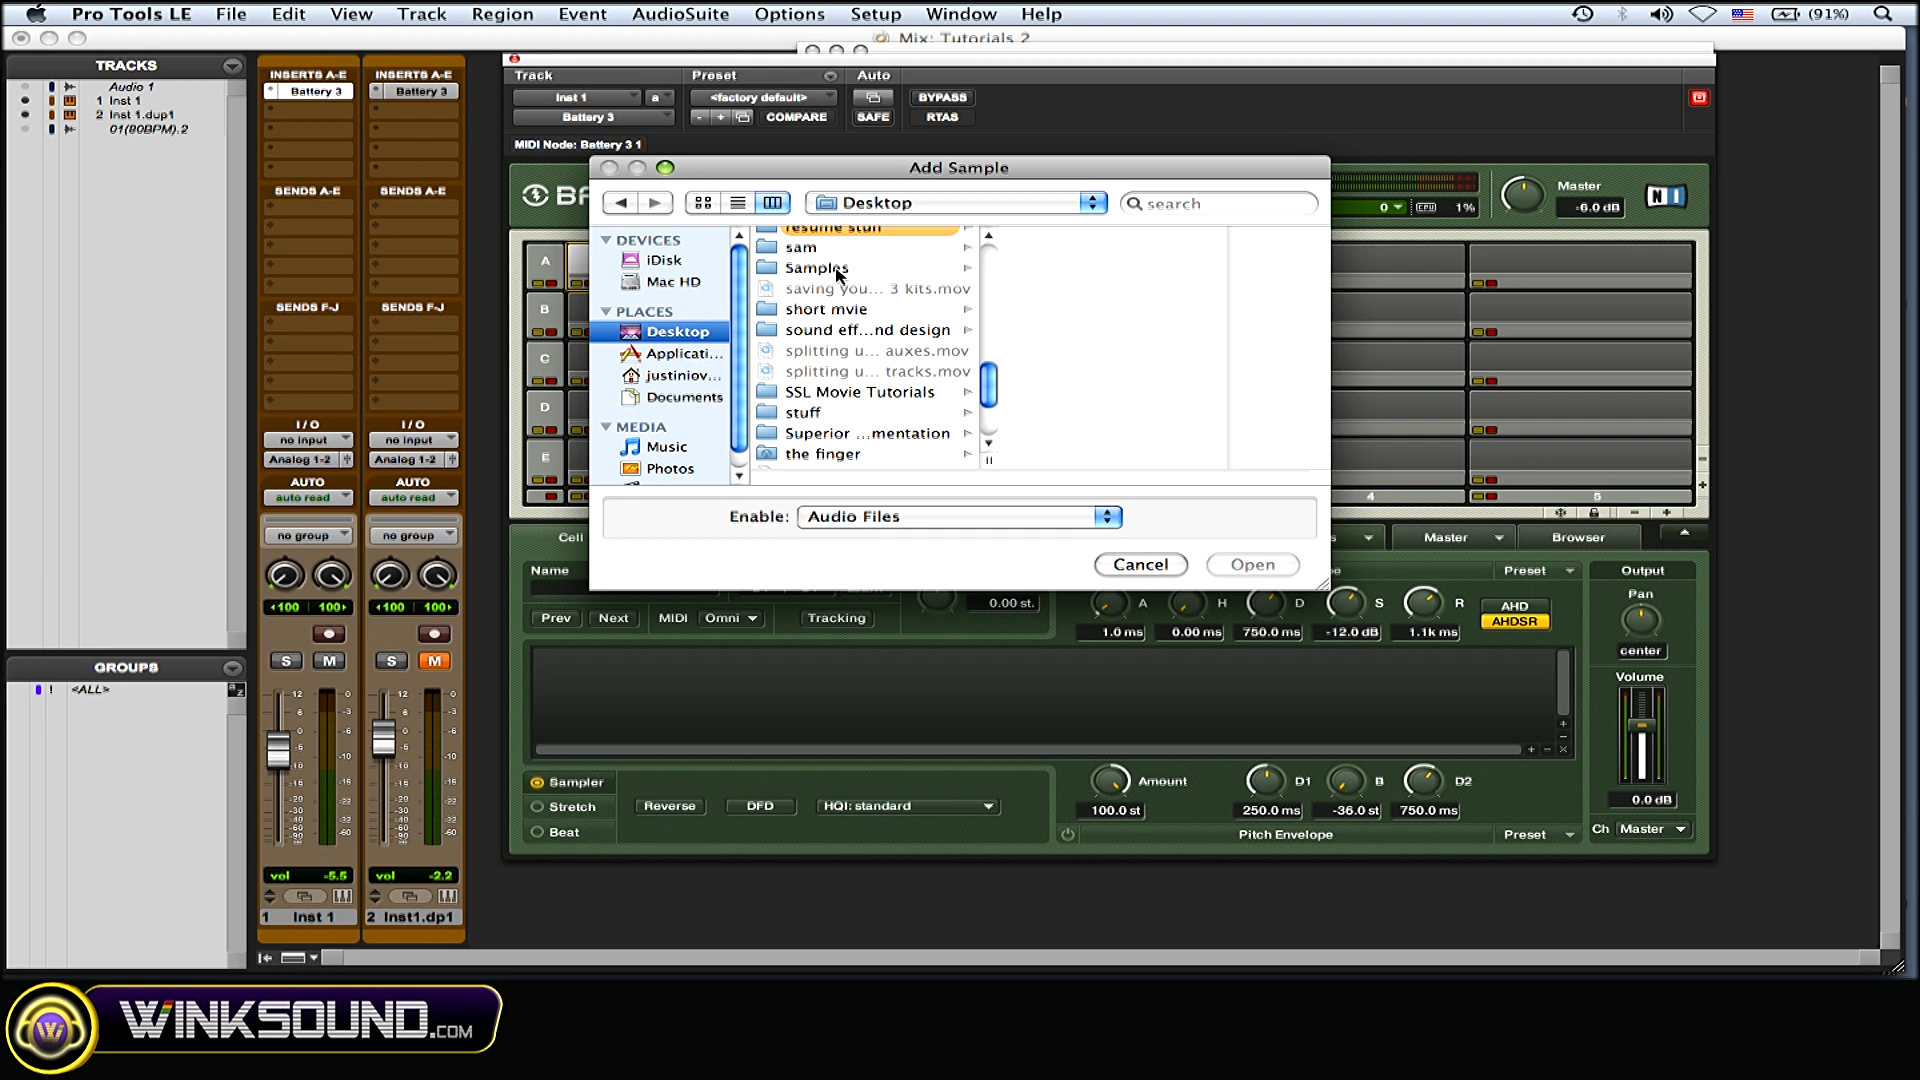 Pro Tools LE File Edit View Track Region Event AudioSuite Options Setup Window Help (91%)
Mix: Tutorials 2
TRACKS
Audio 1
1 Inst 1
2 Inst 1.dup1
01(80BPM).2
GROUPS
! <ALL>
INSERTS A-E INSERTS A-E
Battery 3 Battery 3
SENDS A-E SENDS A-E
SENDS F-J SENDS F-J
I/O I/O
no input no input
Analog 1-2 Analog 1-2
AUTO AUTO
auto read auto read
no group no group
100 100 100 100
S M S M
vol -5.5 vol -2.2
1 Inst 1 2 Inst1.dp1
Track Preset Auto
Inst 1 a <factory default> BYPASS
Battery 3 - + COMPARE SAFE RTAS
MIDI Node: Battery 3 1
Add Sample
Desktop search
DEVICES
iDisk
Mac HD
PLACES
Desktop
Applicati...
justiniov...
Documents
MEDIA
Music
Photos
resume stuff
sam
Samples
saving you... 3 kits.mov
short mvie
sound eff...nd design
splitting u... auxes.mov
splitting u... tracks.mov
SSL Movie Tutorials
stuff
Superior ...mentation
the finger
Enable: Audio Files
Cancel Open
Master
-6.0 dB
0 CPU 1%
A
B
C
D
E
4 5
Cell Master Browser
Name Preset Output
Prev Next MIDI Omni Tracking 0.00 st.
A H D S R
1.0 ms 0.00 ms 750.0 ms -12.0 dB 1.1k ms
AHD
AHDSR
Pan
center
Volume
0.0 dB
Ch Master
Sampler
Stretch
Beat
Reverse DFD HQI: standard
Amount D1 B D2
100.0 st 250.0 ms -36.0 st 750.0 ms
Pitch Envelope Preset
WINKSOUND.COM